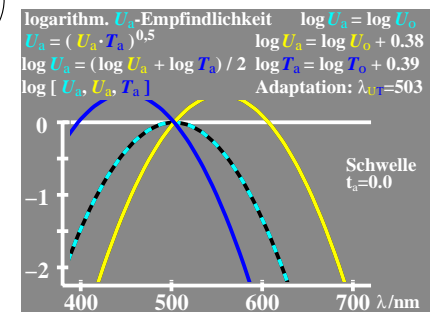 logarithm. Ua-Empfindlichkeit log Ua = log Uo
Ua = ( Ua·Ta )0,5 log Ua = log Uo + 0.38
log Ua = (log Ua + log Ta) / 2 log Ta = log To + 0.39
log [ Ua, Ua, Ta ] Adaptation: λUT=503
0
Schwelle
ta=0.0
−1
−2
400 500 600 700 λ/nm